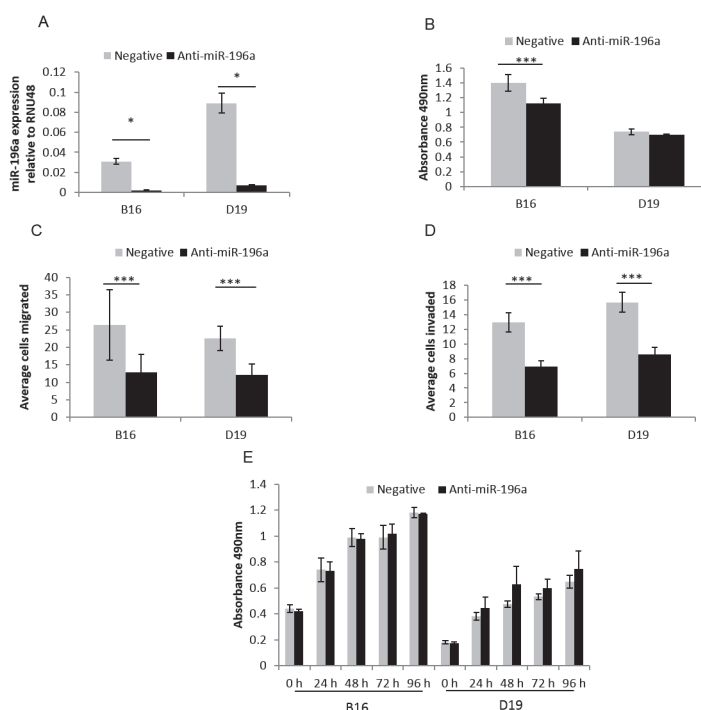 A
Negative Anti-miR-196a
miR-196a expression
relative to RNU48
0.12
0.1
0.08
0.06
0.04
0.02
0
*
*
B16 D19
B
Negative Anti-miR-196a
Absorbance 490nm
1.6
1.4
1.2
1
0.8
0.6
0.4
0.2
0
***
B16 D19
C
Negative Anti-miR-196a
Average cells migrated
40
35
30
25
20
15
10
5
0
*** ***
B16 D19
D
Negative Anti-miR-196a
Average cells invaded
18
16
14
12
10
8
6
4
2
0
*** ***
B16 D19
E
Negative Anti-miR-196a
Absorbance 490nm
1.4
1.2
1
0.8
0.6
0.4
0.2
0
0 h 24 h 48 h 72 h 96 h 0 h 24 h 48 h 72 h 96 h
B16 D19